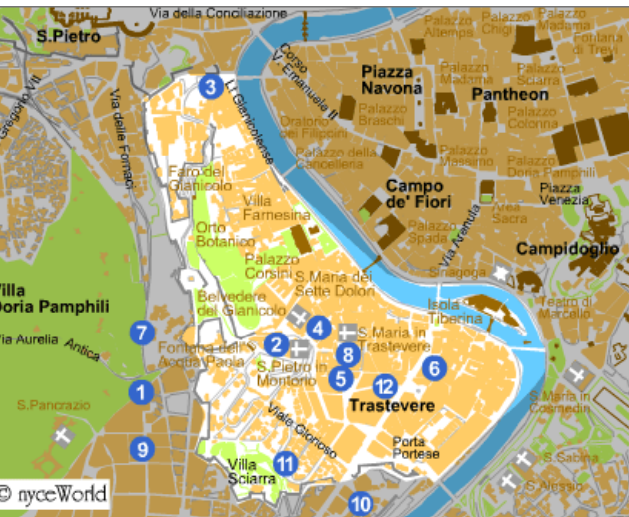 Via della Conciliazione
S.Pietro
Gregorio VII
Via delle Fornaci
3
L.t Gianicolense
Corso
V. Emanuele II
Piazza
Navona
Palazzo
Altemps
Palazzo
Chigi
Palazzo
Madama
Fontana
di Trevi
Palazzo
Madama
Palazzo
Sciarra
Pantheon
Palazzo
Braschi
Palazzo
Colonna
Oratorio
dei Filippini
Palazzo della
Cancelleria
Palazzo
Massimo
Palazzo
Doria Pamphili
Faro del
Gianicolo
Villa
Farnesina
Campo
de' Fiori
Area
Sacra
Piazza
Venezia
Orto
Botanico
Palazzo
Spada
Via Arenula
Campidoglio
Palazzo
Corsini
S.Maria dei
Sette Dolori
Sinagoga
Villa
Doria Pamphili
Belvedere
del Gianicolo
Isola
Tiberina
Teatro di
Marcello
7
4
S.Maria in
Trastevere
Via Aurelia Antica
Fontana dell'
Acqua Paola
2
8
S.Pietro in
Montorio
5
6
12
1
S.Pancrazio
Trastevere
S.Maria in
Cosmedin
Viale Glorioso
9
Porta
Portese
Villa
Sciarra
11
S.Sabina
S.Alessio
10
© nyceWorld